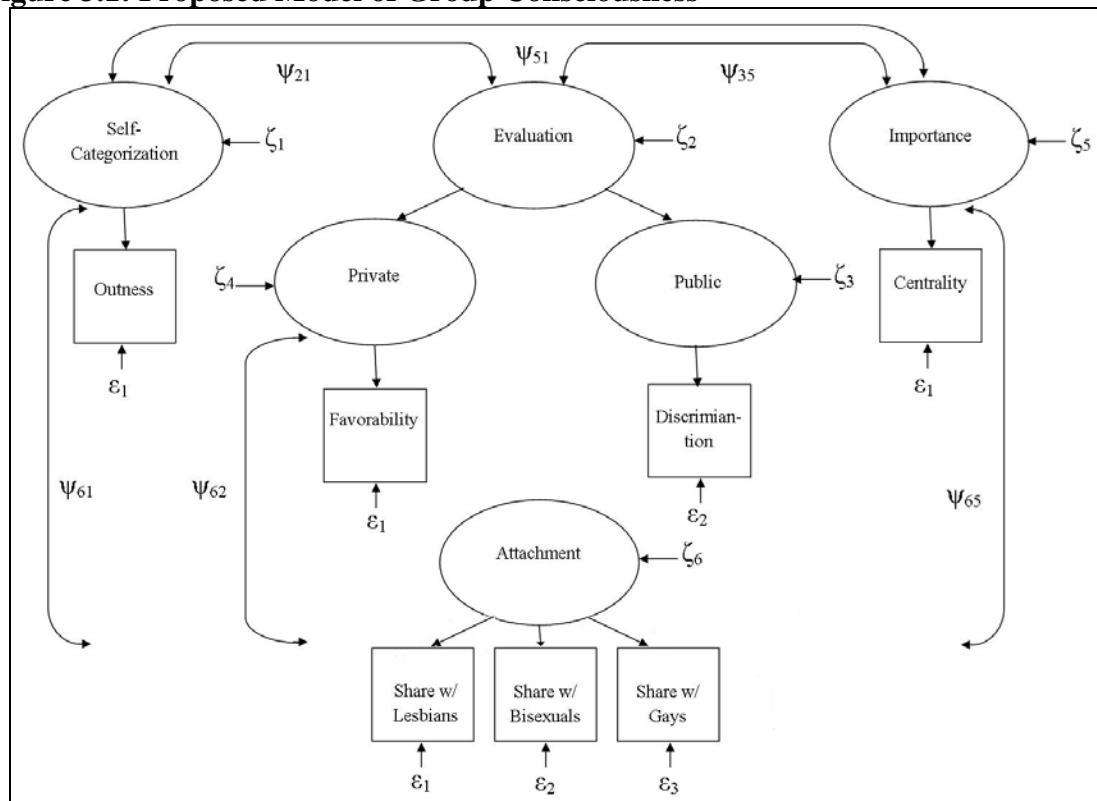 Figure 3.1: Proposed Model of Group Consciousness
ψ51
ψ21
ψ35
Self-
Categorization
ζ1
Evaluation
ζ2
Importance
ζ5
Outness
ε1
ζ4
Private
Public
ζ3
Centrality
ε1
Favorability
ε1
Discrimian-
tion
ε2
ψ61
ψ62
ψ65
Attachment
ζ6
Share w/
Lesbians
Share w/
Bisexuals
Share w/
Gays
ε1
ε2
ε3